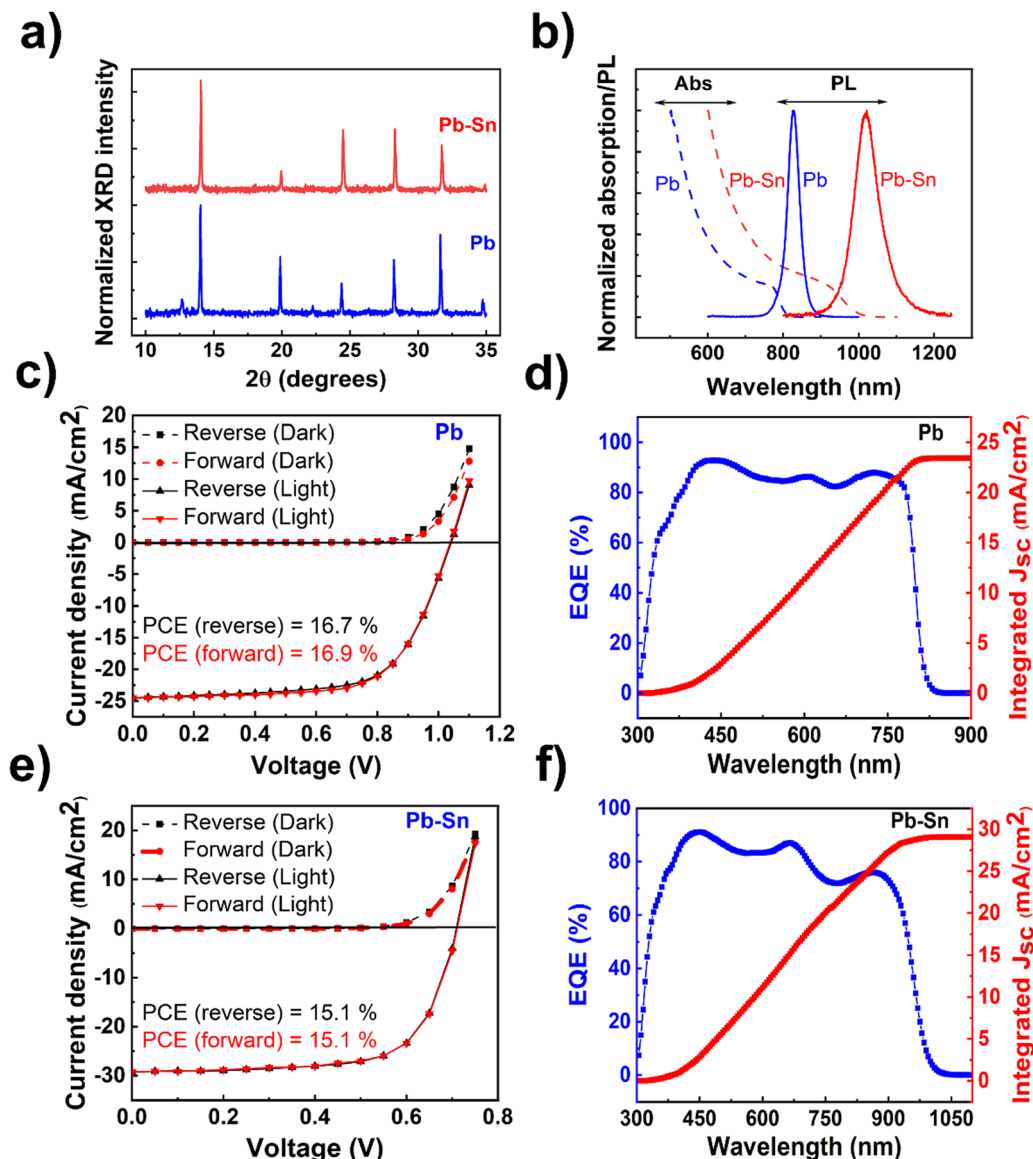 a)
Normalized XRD intensity
Pb-Sn
Pb
10 15 20 25 30 35
2θ (degrees)
b)
Normalized absorption/PL
Abs PL
Pb Pb-Sn Pb Pb-Sn
600 800 1000 1200
Wavelength (nm)
c)
Current density (mA/cm2)
20
15
10
5
0
-5
-10
-15
-20
-25
Reverse (Dark)
Forward (Dark)
Reverse (Light)
Forward (Light)
Pb
PCE (reverse) = 16.7 %
PCE (forward) = 16.9 %
0.0 0.2 0.4 0.6 0.8 1.0 1.2
Voltage (V)
d)
EQE (%)
100
80
60
40
20
0
Pb
25
20
15
10
5
0
Integrated Jsc (mA/cm2)
300 450 600 750 900
Wavelength (nm)
e)
Current density (mA/cm2)
20
10
0
-10
-20
-30
Reverse (Dark)
Forward (Dark)
Reverse (Light)
Forward (Light)
Pb-Sn
PCE (reverse) = 15.1 %
PCE (forward) = 15.1 %
0.0 0.2 0.4 0.6 0.8
Voltage (V)
f)
EQE (%)
100
80
60
40
20
0
Pb-Sn
30
25
20
15
10
5
0
Integrated Jsc (mA/cm2)
300 450 600 750 900 1050
Wavelength (nm)